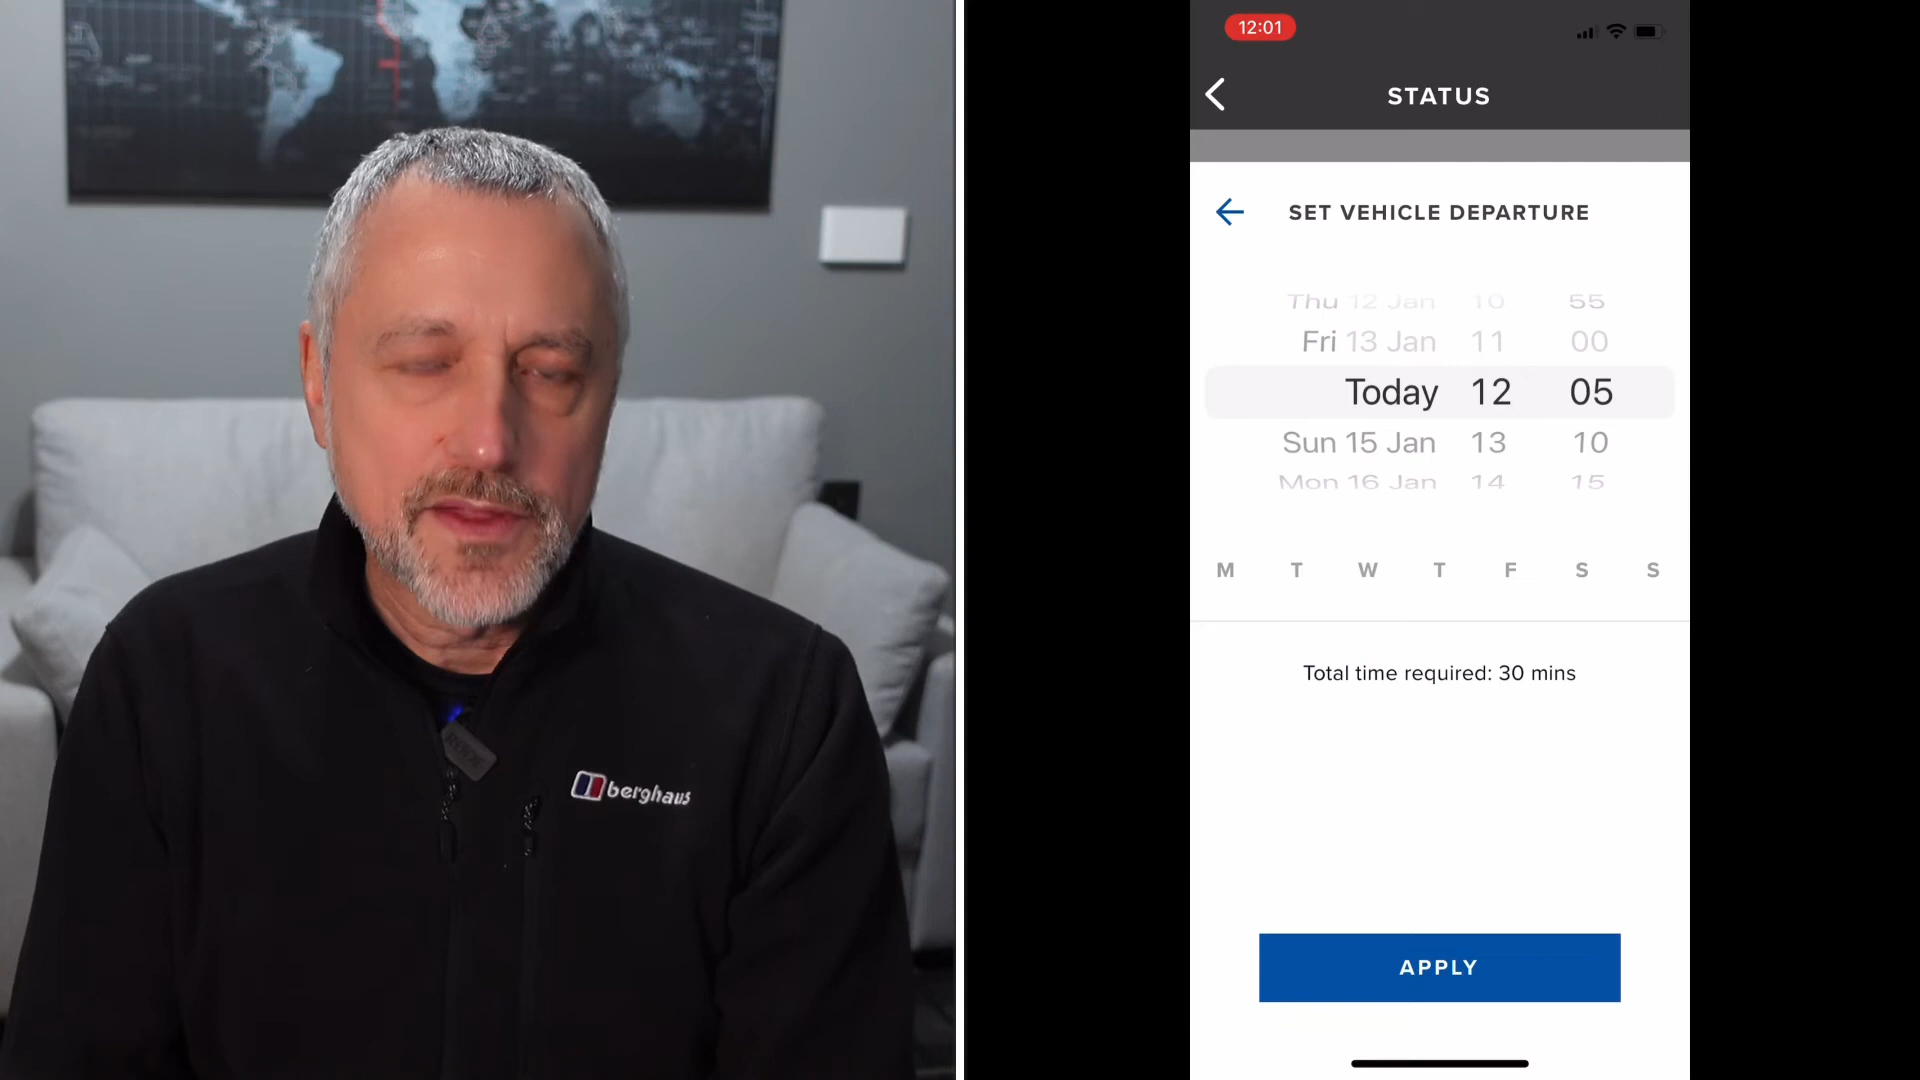 berghaus
12:01
STATUS
SET VEHICLE DEPARTURE
Thu 12 Jan 10 55
Fri 13 Jan 11 00
Today 12 05
Sun 15 Jan 13 10
Mon 16 Jan 14 15
M T W T F S S
Total time required: 30 mins
APPLY